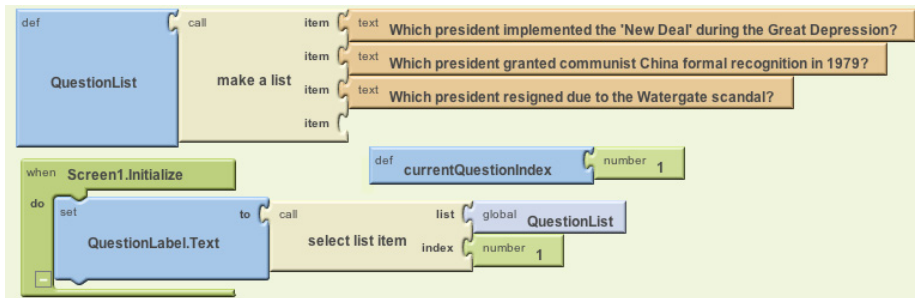 def QuestionList call make a list item text Which president implemented the 'New Deal' during the Great Depression?
item text Which president granted communist China formal recognition in 1979?
item text Which president resigned due to the Watergate scandal?
item
def currentQuestionIndex number 1
when Screen1.Initialize
do set QuestionLabel.Text to call select list item list global QuestionList
index number 1